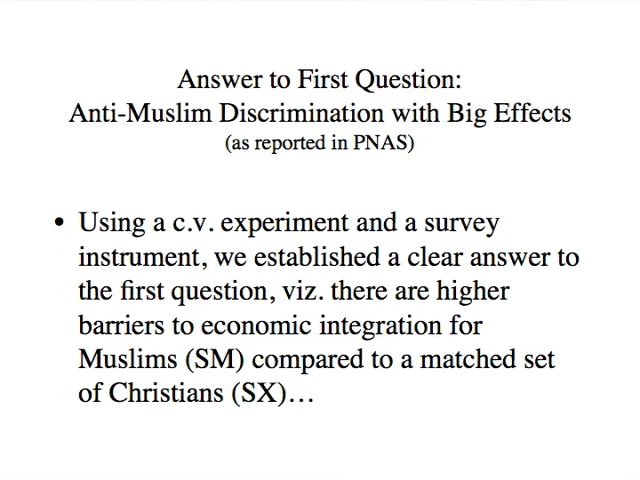 Answer to First Question:
Anti-Muslim Discrimination with Big Effects
(as reported in PNAS)
• Using a c.v. experiment and a survey
instrument, we established a clear answer to
the first question, viz. there are higher
barriers to economic integration for
Muslims (SM) compared to a matched set
of Christians (SX)…